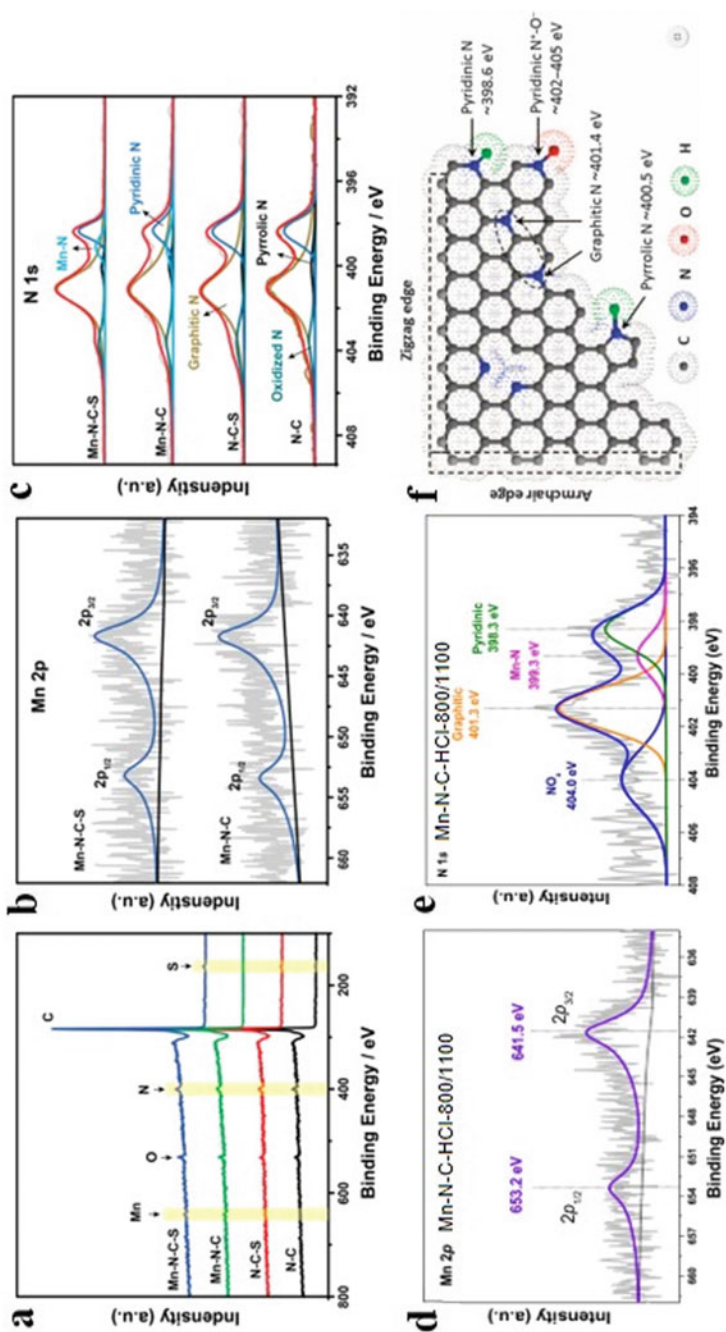 a
Indenstity (a.u.)
C
Mn
O
N
S
Mn-N-C-S
Mn-N-C
N-C-S
N-C
800
600
400
200
Binding Energy / eV
b
Indenstiy (a.u.)
Mn 2p
Mn-N-C-S
2p1/2
2p3/2
Mn-N-C
2p1/2
2p3/2
660
655
650
645
640
635
Binding Energy / eV
c
Indenstiy (a.u.)
N 1s
Mn-N
Mn-N-C-S
Pyridinic N
Mn-N-C
Graphitic N
N-C-S
Oxidized N
Pyrrolic N
N-C
408
404
400
396
392
Binding Energy / eV
d
Intensity (a.u.)
Mn 2p Mn-N-C-HCl-800/1100
653.2 eV
641.5 eV
2p1/2
2p3/2
660
657
654
651
648
645
642
639
636
Binding Energy (eV)
e
Intensity (a.u.)
N 1s Mn-N-C-HCl-800/1100
Graphitic
401.3 eV
Pyridinic
398.3 eV
Mn-N
399.3 eV
NOx
404.0 eV
408
406
404
402
400
398
396
394
Binding Energy (eV)
f
Zigzag edge
Armchair edge
Pyridinic N
~398.6 eV
Pyridinic N⁺-O⁻
~402–405 eV
Graphitic N ~401.4 eV
Pyrrolic N ~400.5 eV
C
N
O
H